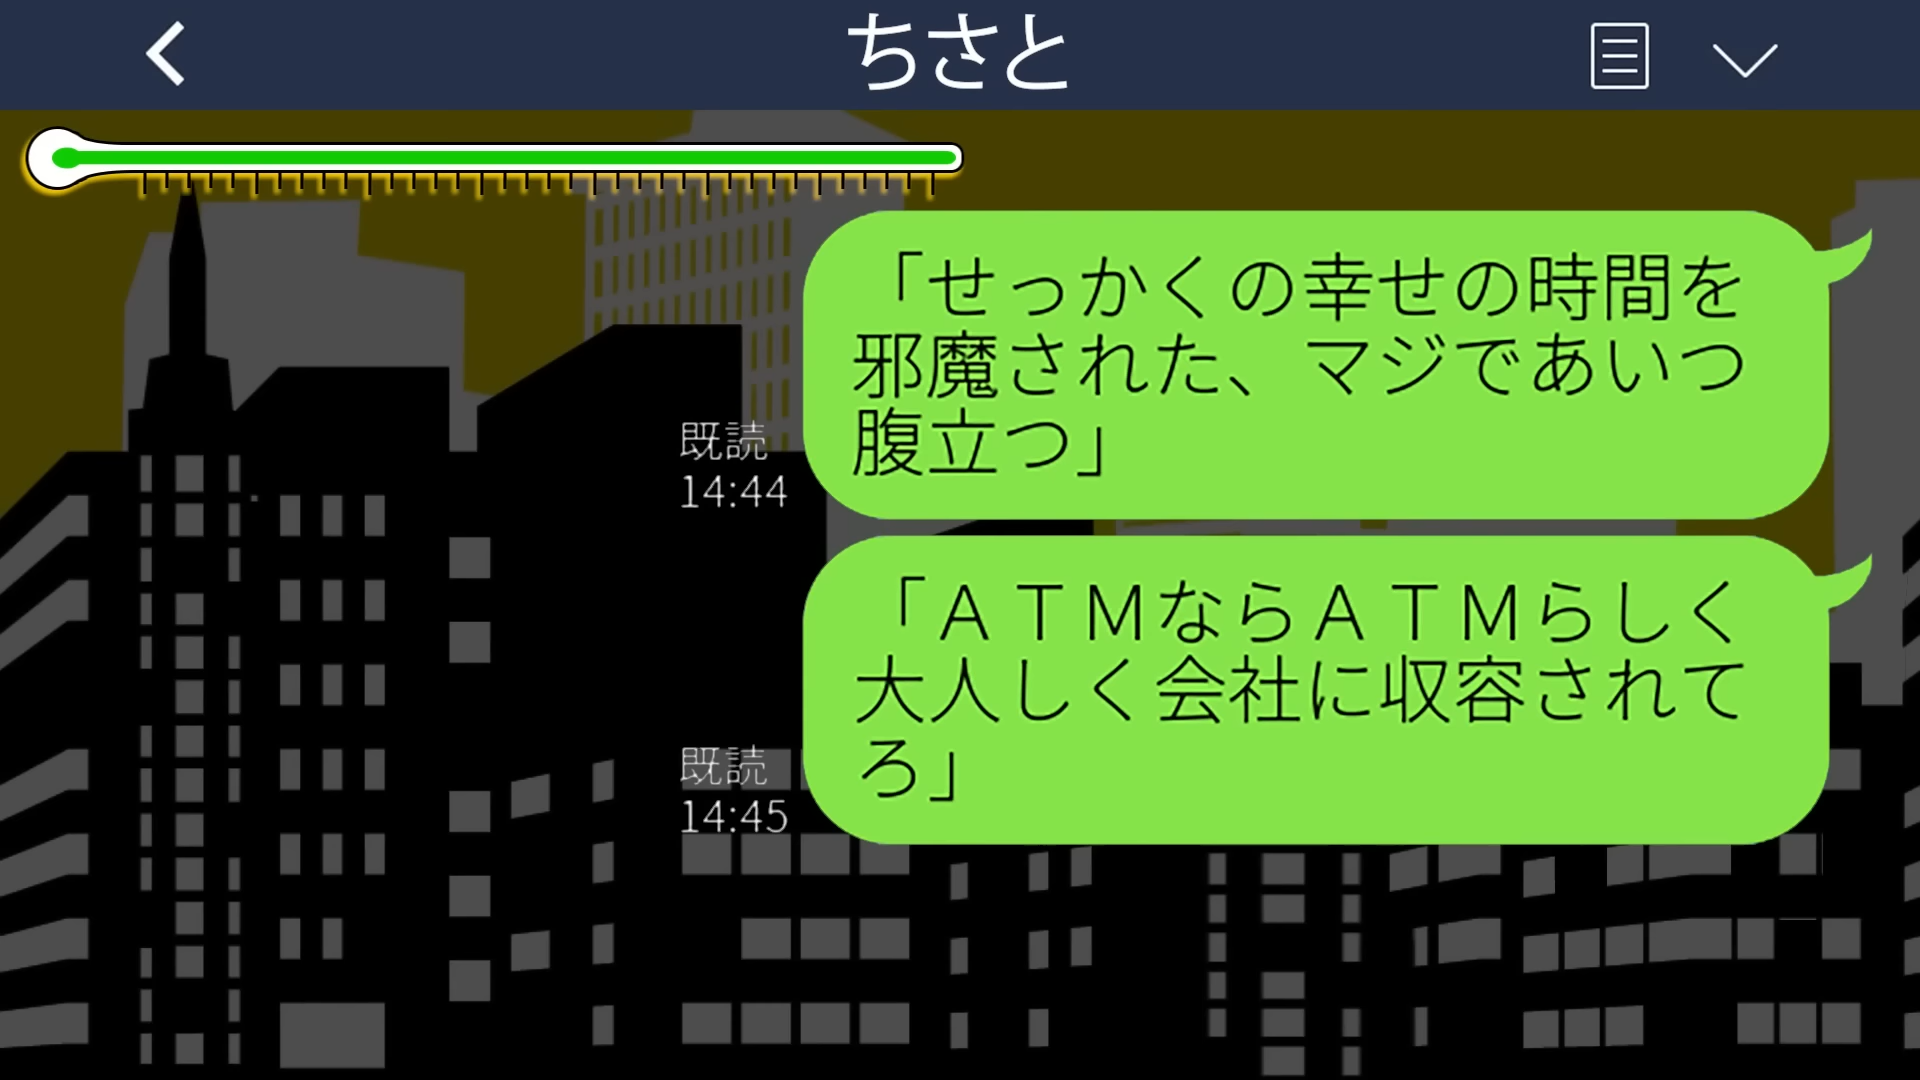 ちさと
「せっかくの幸せの時間を
邪魔された、マジであいつ
腹立つ」
既読
14:44
「ＡＴＭならＡＴＭらしく
大人しく会社に収容されて
ろ」
既読
14:45